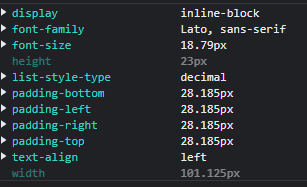 display inline-block
font-family Lato, sans-serif
font-size 18.79px
height 23px
list-style-type decimal
padding-bottom 28.185px
padding-left 28.185px
padding-right 28.185px
padding-top 28.185px
text-align left
width 101.125px